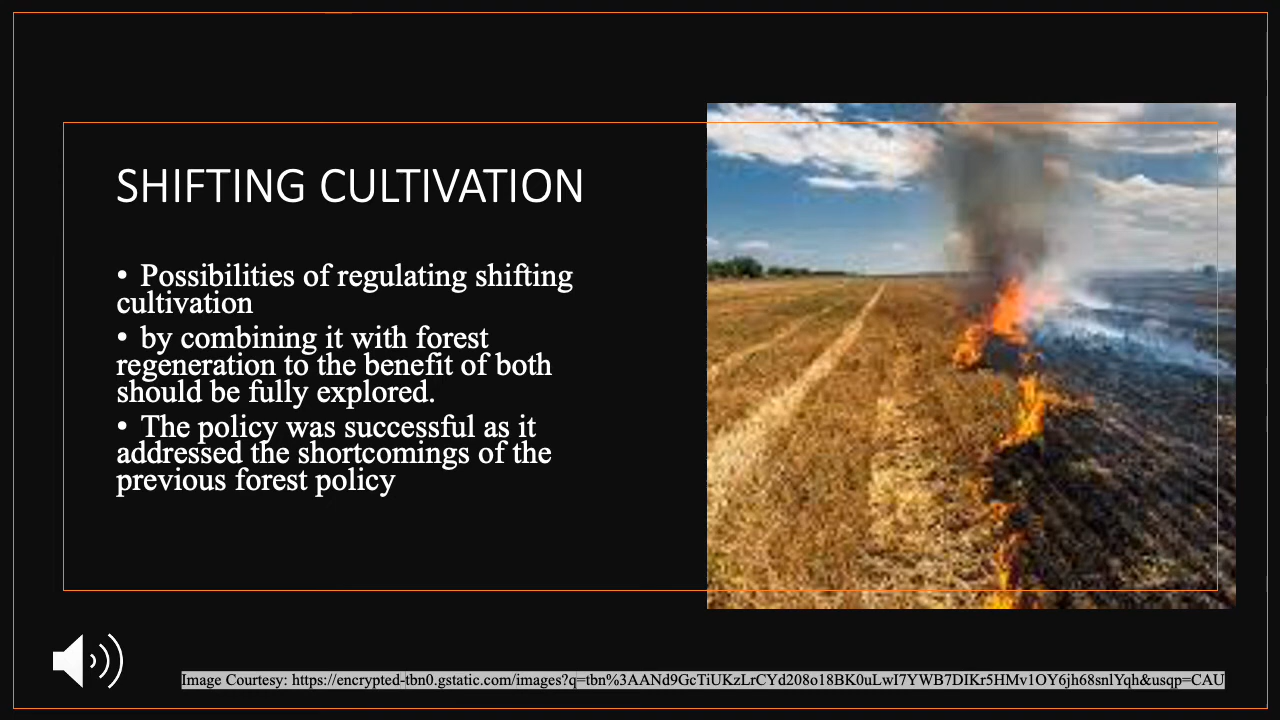 SHIFTING CULTIVATION
• Possibilities of regulating shifting
cultivation
• by combining it with forest
regeneration to the benefit of both
should be fully explored.
• The policy was successful as it
addressed the shortcomings of the
previous forest policy
Image Courtesy: https://encrypted-tbn0.gstatic.com/images?q=tbn%3AANd9GcTiUKzLrCYd208o18BK0uLwI7YWB7DIKr5HMv1OY6jh68snlYqh&usqp=CAU